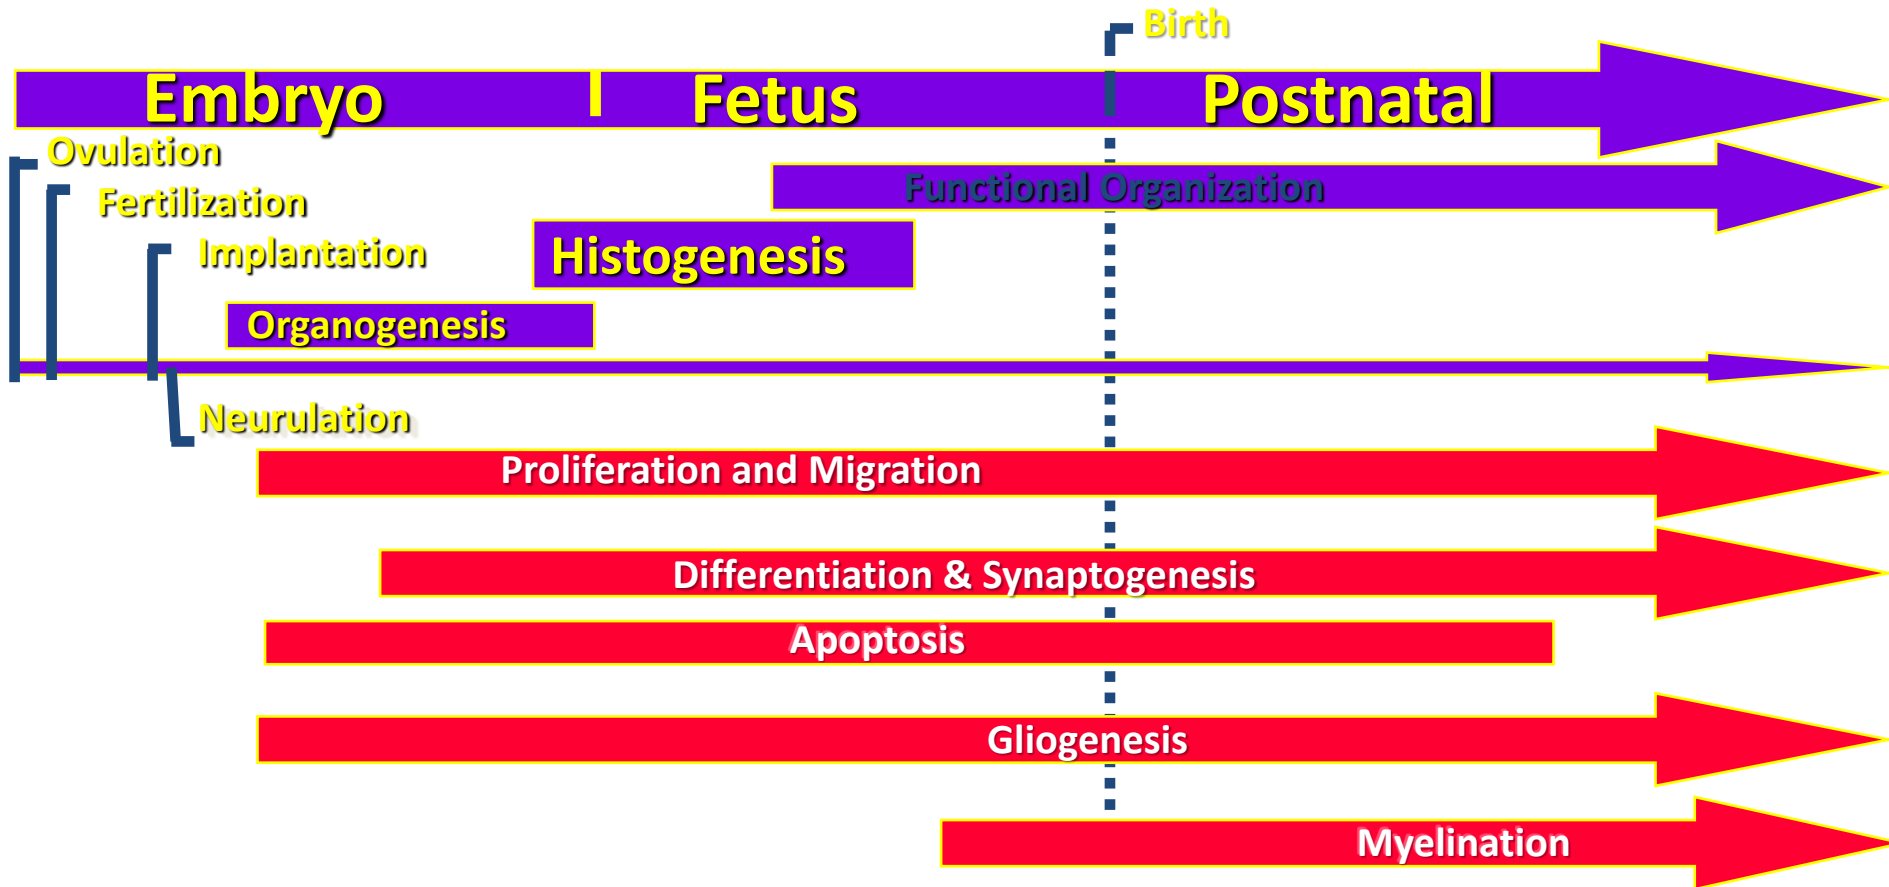 Birth
Embryo
Fetus
Postnatal
Ovulation
Functional Organization
Fertilization
Implantation
Histogenesis
Organogenesis
Neurulation
Proliferation and Migration
Differentiation & Synaptogenesis
Apoptosis
Gliogenesis
Myelination